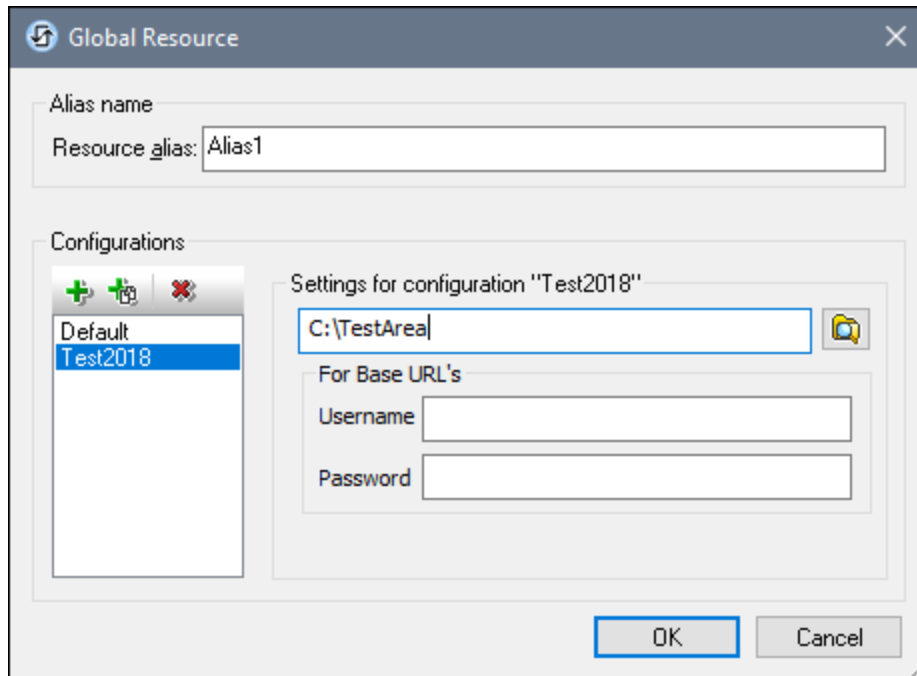 Global Resource
Alias name
Resource alias: Alias1
Configurations
Default
Test2018
Settings for configuration "Test2018"
C:\TestArea
For Base URL's
Username
Password
OK Cancel